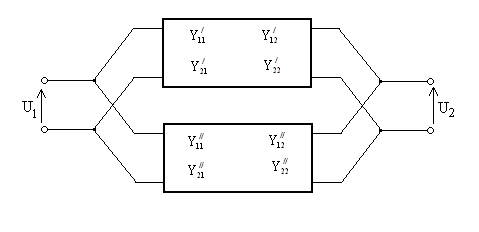 Y₁₁′ Y₁₂′
Y₂₁′ Y₂₂′
U₁ U₂
Y₁₁″ Y₁₂″
Y₂₁″ Y₂₂″